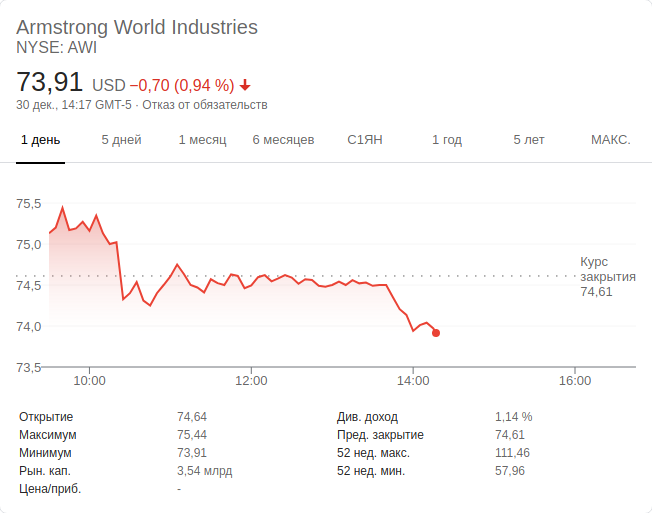 Armstrong World Industries
NYSE: AWI
73,91 USD −0,70 (0,94 %)
30 дек., 14:17 GMT-5 · Отказ от обязательств
1 день 5 дней 1 месяц 6 месяцев С1ЯН 1 год 5 лет МАКС.
75,5
75,0
74,5
74,0
73,5
Курс
закрытия
74,61
10:00 12:00 14:00 16:00
Открытие 74,64 Див. доход 1,14 %
Максимум 75,44 Пред. закрытие 74,61
Минимум 73,91 52 нед. макс. 111,46
Рын. кап. 3,54 млрд 52 нед. мин. 57,96
Цена/приб. -